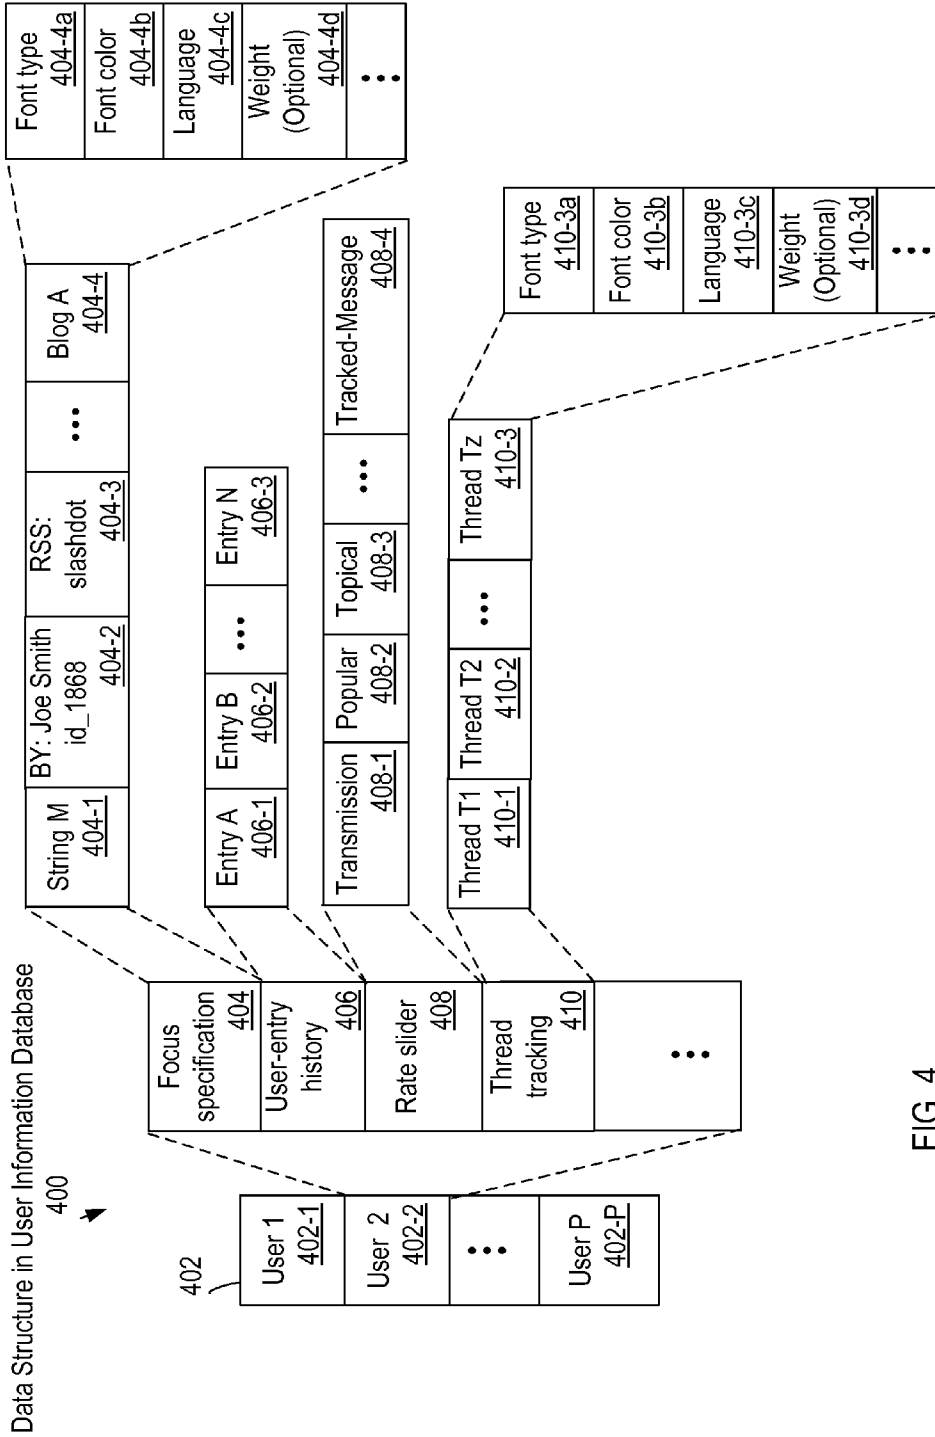 Data Structure in User Information Database
400
402
User 1
402-1
User 2
402-2
•••
User P
402-P
Focus
specification
404
User-entry
history
406
Rate slider
408
Thread
tracking
410
•••
String M
404-1
BY: Joe Smith
id_1868
404-2
RSS:
slashdot
404-3
•••
Blog A
404-4
Font type
404-4a
Font color
404-4b
Language
404-4c
Weight
(Optional)
404-4d
•••
Entry A
406-1
Entry B
406-2
•••
Entry N
406-3
Transmission
408-1
Popular
408-2
Topical
408-3
•••
Tracked-Message
408-4
Thread T1
410-1
Thread T2
410-2
•••
Thread Tz
410-3
Font type
410-3a
Font color
410-3b
Language
410-3c
Weight
(Optional)
410-3d
•••
FIG. 4